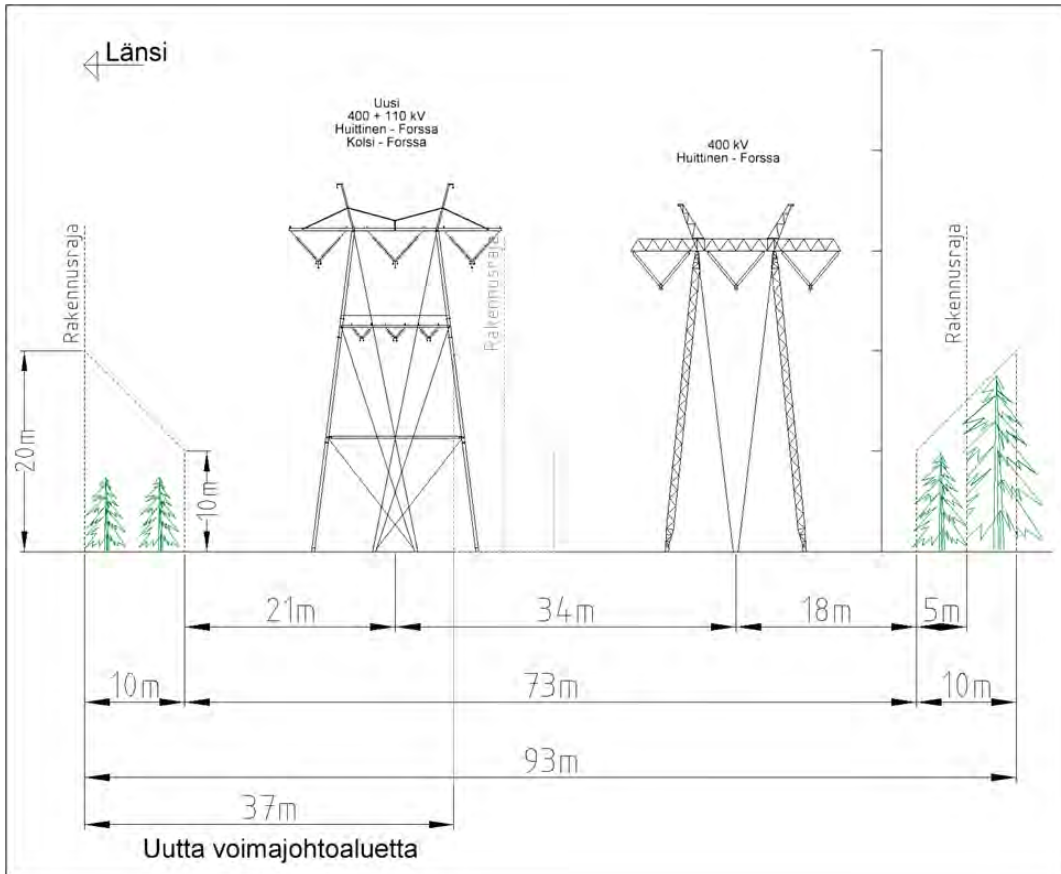 Länsi
Uusi
400 + 110 kV
Huittinen - Forssa
Kolsi - Forssa
400 kV
Huittinen - Forssa
Rakennusraja
Rakennusraja
Rakennusraja
20m
10m
21m
34m
18m
5m
10m
73m
10m
93m
37m
Uutta voimajohtoaluetta